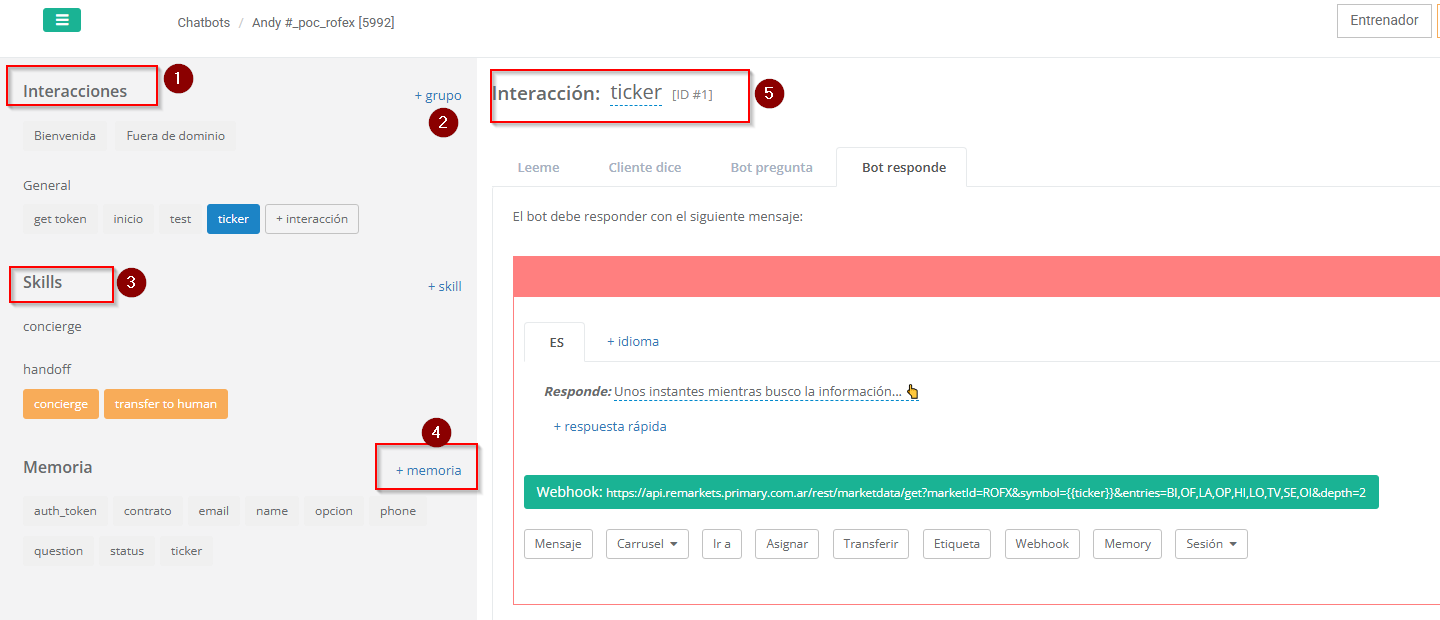 Chatbots / Andy #_poc_rofex [5992]
Entrenador
Interacciones
1
+ grupo
2
Bienvenida
Fuera de dominio
General
get token
inicio
test
ticker
+ interacción
Skills
3
+ skill
concierge
handoff
concierge
transfer to human
4
Memoria
+ memoria
auth_token
contrato
email
name
opcion
phone
question
status
ticker
Interacción: ticker [ID #1]
5
Leeme
Cliente dice
Bot pregunta
Bot responde
El bot debe responder con el siguiente mensaje:
ES
+ idioma
Responde: Unos instantes mientras busco la información... 👆
+ respuesta rápida
Webhook: https://api.remarkets.primary.com.ar/rest/marketdata/get?marketId=ROFX&symbol={{ticker}}&entries=BI,OF,LA,OP,HI,LO,TV,SE,OI&depth=2
Mensaje
Carrusel
Ir a
Asignar
Transferir
Etiqueta
Webhook
Memory
Sesión